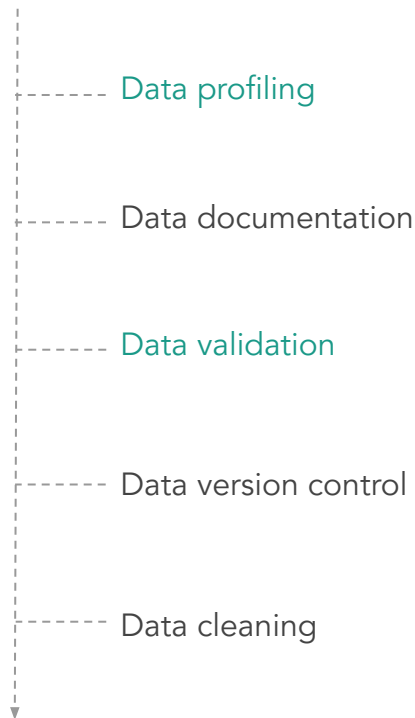 Data profiling
Data documentation
Data validation
Data version control
Data cleaning